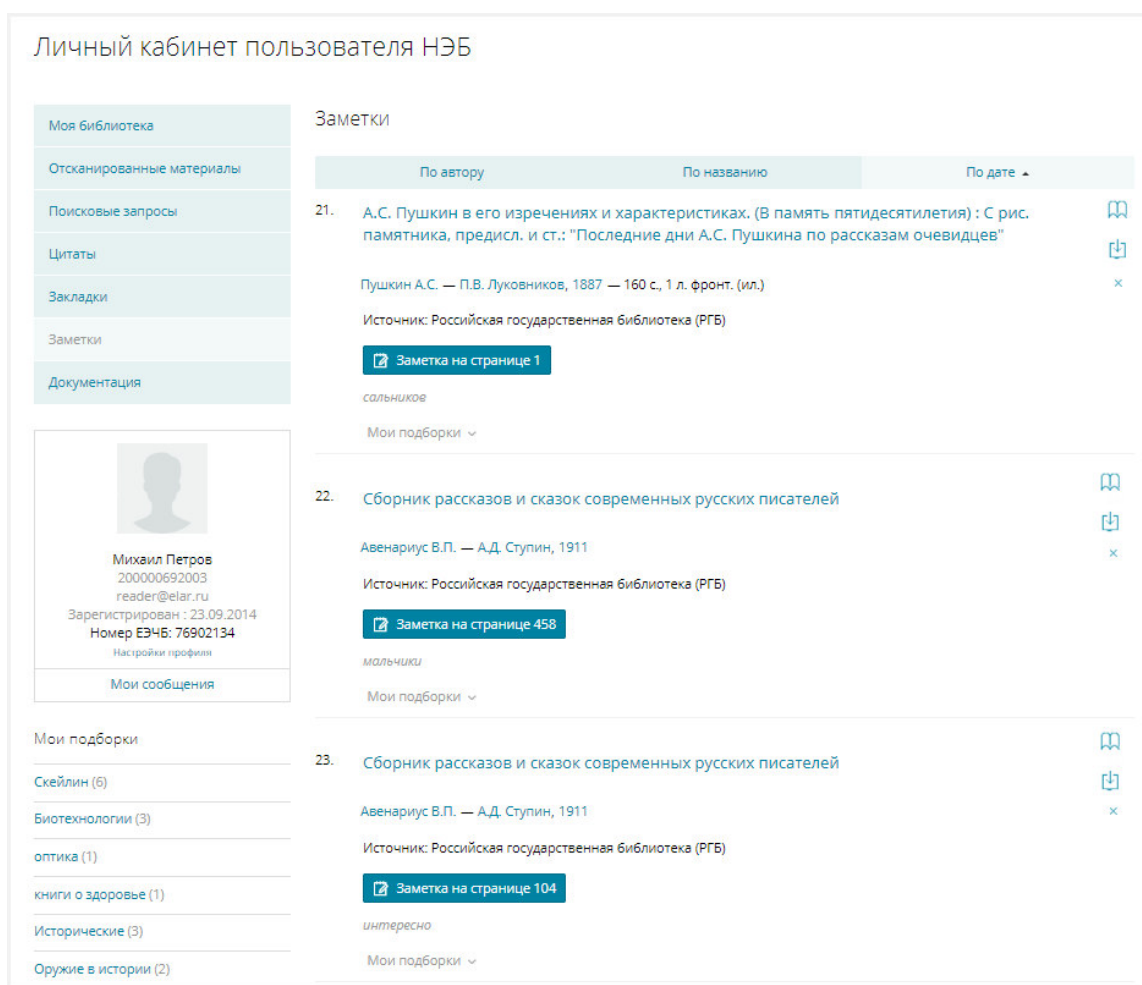 Личный кабинет пользователя НЭБ
Моя библиотека
Отсканированные материалы
Поисковые запросы
Цитаты
Закладки
Заметки
Документация
Михаил Петров
200000692003
reader@elar.ru
Зарегистрирован : 23.09.2014
Номер ЕЭЧБ: 76902134
Настройки профиля
Мои сообщения
Мои подборки
Скейлин (6)
Биотехнологии (3)
оптика (1)
книги о здоровье (1)
Исторические (3)
Оружие в истории (2)
Заметки
По автору
По названию
По дате
21. А.С. Пушкин в его изречениях и характеристиках. (В память пятидесятилетия) : С рис.
памятника, предисл. и ст.: "Последние дни А.С. Пушкина по рассказам очевидцев"
Пушкин А.С. — П.В. Луковников, 1887 — 160 с., 1 л. фронт. (ил.)
Источник: Российская государственная библиотека (РГБ)
Заметка на странице 1
сальников
Мои подборки
22. Сборник рассказов и сказок современных русских писателей
Авенариус В.П. — А.Д. Ступин, 1911
Источник: Российская государственная библиотека (РГБ)
Заметка на странице 458
мальчики
Мои подборки
23. Сборник рассказов и сказок современных русских писателей
Авенариус В.П. — А.Д. Ступин, 1911
Источник: Российская государственная библиотека (РГБ)
Заметка на странице 104
интересно
Мои подборки